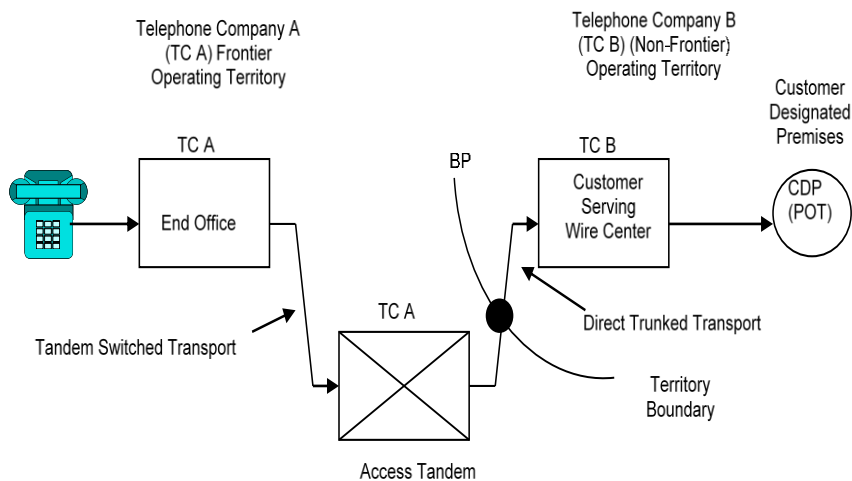 Telephone Company A
(TC A) Frontier
Operating Territory
Telephone Company B
(TC B) (Non-Frontier)
Operating Territory
Customer
Designated
Premises
TC A
End Office
BP
TC B
Customer
Serving
Wire Center
CDP
(POT)
TC A
Direct Trunked Transport
Tandem Switched Transport
Territory
Boundary
Access Tandem